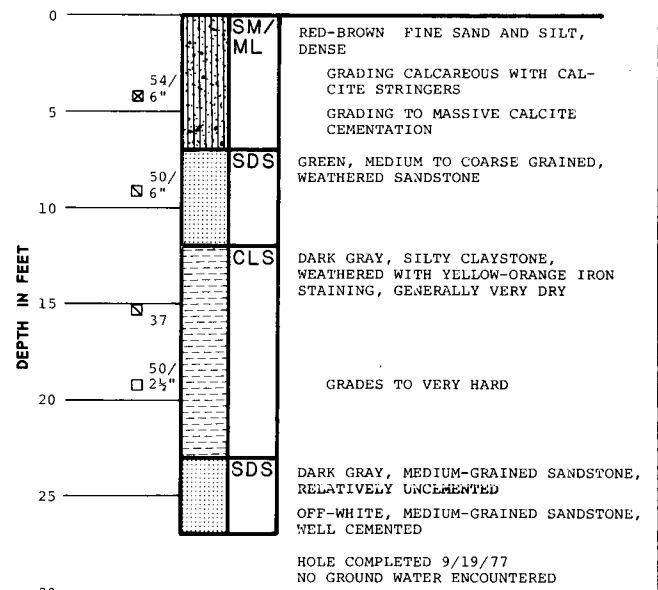 0
SM/
ML
RED-BROWN FINE SAND AND SILT,
DENSE
GRADING CALCAREOUS WITH CAL-
CITE STRINGERS
54/
6"
5
GRADING TO MASSIVE CALCITE
CEMENTATION
SDS
GREEN, MEDIUM TO COARSE GRAINED,
WEATHERED SANDSTONE
50/
6"
10
CLS
DARK GRAY, SILTY CLAYSTONE,
WEATHERED WITH YELLOW-ORANGE IRON
STAINING, GENERALLY VERY DRY
DEPTH IN FEET
15
37
50/
2½"
GRADES TO VERY HARD
20
SDS
DARK GRAY, MEDIUM-GRAINED SANDSTONE,
RELATIVELY UNCEMENTED
25
OFF-WHITE, MEDIUM-GRAINED SANDSTONE,
WELL CEMENTED
HOLE COMPLETED 9/19/77
NO GROUND WATER ENCOUNTERED